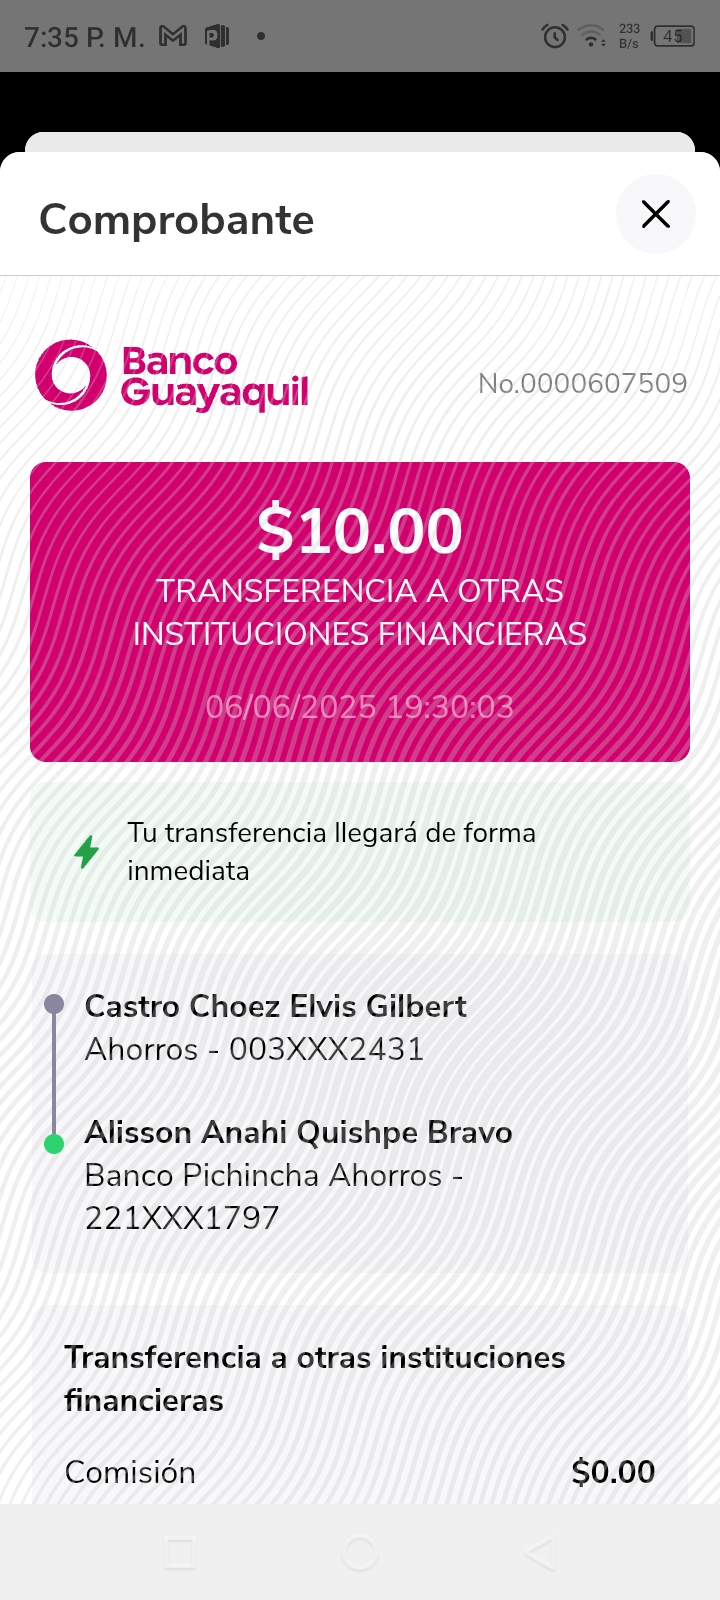 7:35 P. M.
233
B/s
45
Comprobante
Banco
Guayaquil
No.0000607509
$10.00
TRANSFERENCIA A OTRAS
INSTITUCIONES FINANCIERAS
06/06/2025 19:30:03
Tu transferencia llegará de forma
inmediata
Castro Choez Elvis Gilbert
Ahorros - 003XXX2431
Alisson Anahi Quishpe Bravo
Banco Pichincha Ahorros -
221XXX1797
Transferencia a otras instituciones
financieras
Comisión $0.00